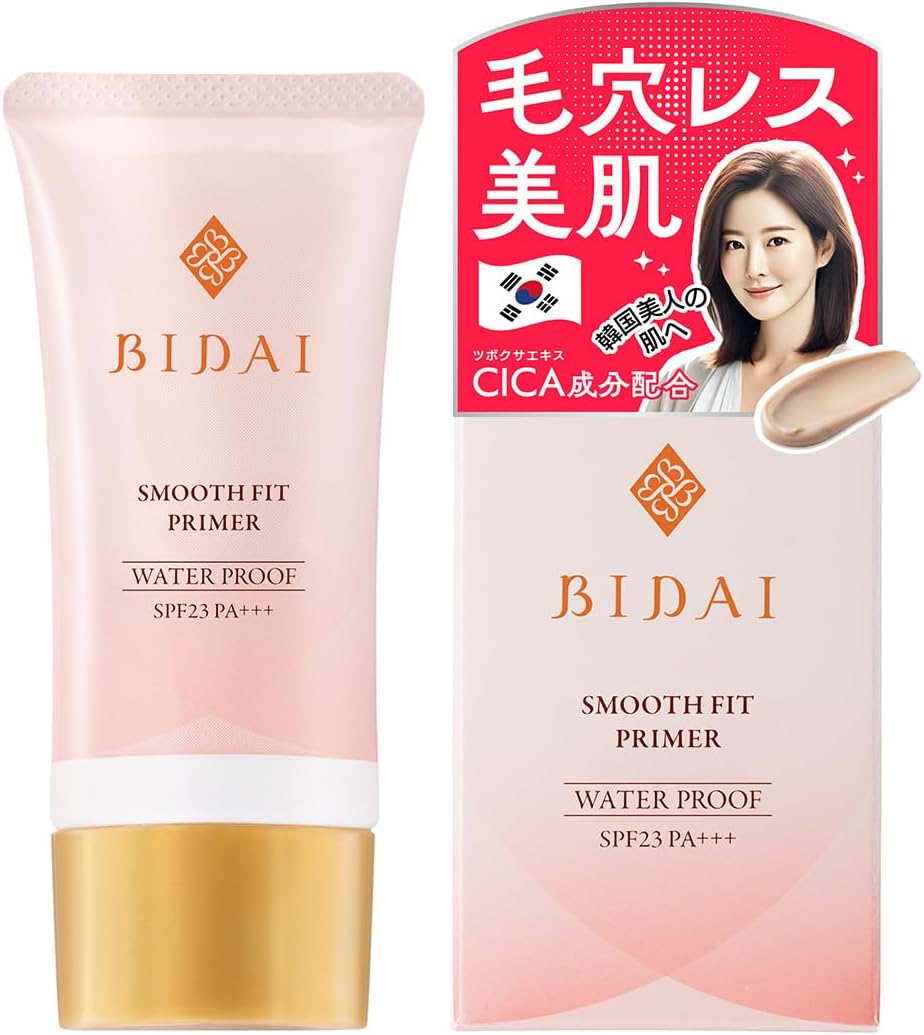 BIDAI
SMOOTH FIT
PRIMER
WATER PROOF
SPF23 PA+++
毛穴レス
美肌
韓国美人の
肌へ
ツボクサエキス
CICA成分配合
BIDAI
SMOOTH FIT
PRIMER
WATER PROOF
SPF23 PA+++